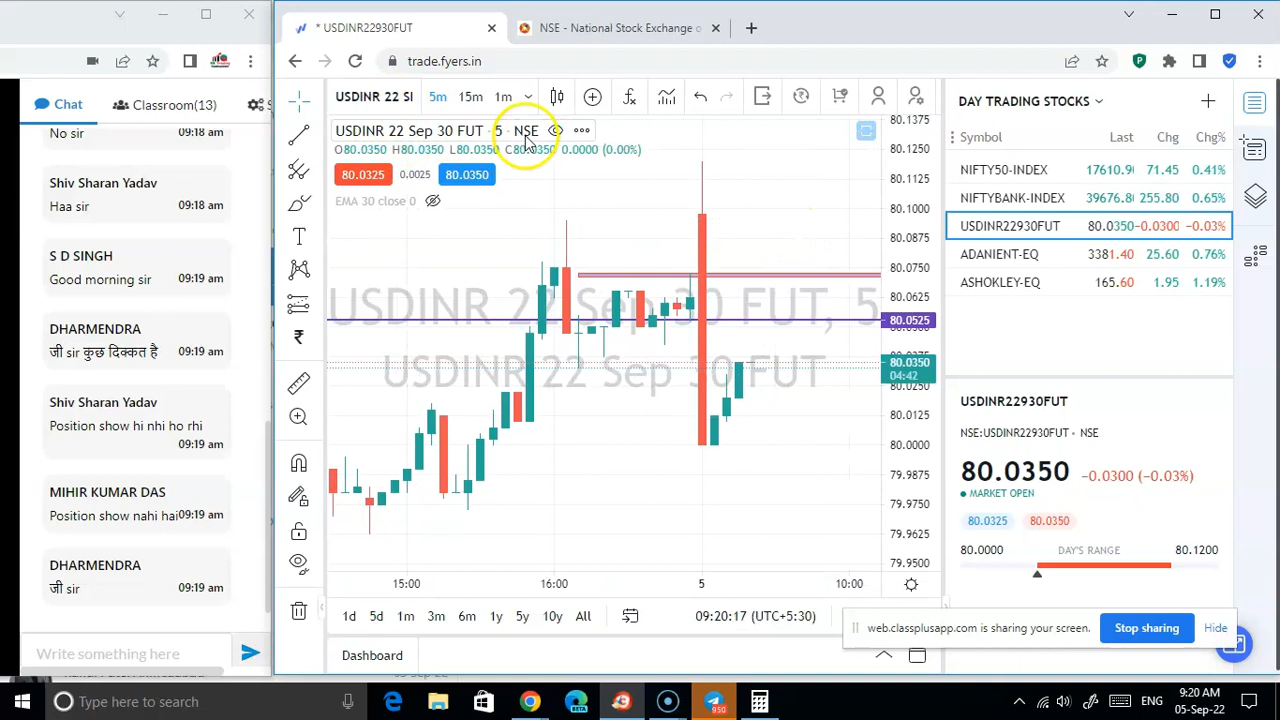 Chat
Classroom(13)
No sir
09:18 am
Shiv Sharan Yadav
Haa sir
09:18 am
S D SINGH
Good morning sir
09:19 am
DHARMENDRA
जी sir कुछ दिक्कत है
09:19 am
Shiv Sharan Yadav
Position show hi nhi ho rhi
09:19 am
MIHIR KUMAR DAS
Position show nahi hai
09:19 am
DHARMENDRA
जी sir
09:19 am
Write something here
* USDINR22930FUT
NSE - National Stock Exchange o
trade.fyers.in
USDINR 22 SI
5m 15m 1m
USDINR 22 Sep 30 FUT · 5 · NSE
O80.0350 H80.0350 L80.0350 C80.0350 0.0000 (0.00%)
80.0325 0.0025 80.0350
EMA 30 close 0
USDINR 22 Sep 30 FUT, 5
USDINR 22 Sep 30 FUT
80.1375
80.1250
80.1125
80.1000
80.0875
80.0750
80.0625
80.0525
80.0350
04:42
80.0250
80.0125
80.0000
79.9875
79.9750
79.9625
79.9500
15:00 16:00 5 10:00
1d 5d 1m 3m 6m 1y 5y 10y All
09:20:17 (UTC+5:30)
Dashboard
DAY TRADING STOCKS
Symbol Last Chg Chg%
NIFTY50-INDEX 17610.9 71.45 0.41%
NIFTYBANK-INDEX 39676.8 255.80 0.65%
USDINR22930FUT 80.0350 −0.0300 −0.03%
ADANIENT-EQ 3381.40 25.60 0.76%
ASHOKLEY-EQ 165.60 1.95 1.19%
USDINR22930FUT
NSE:USDINR22930FUT • NSE
80.0350 −0.0300 (−0.03%)
MARKET OPEN
80.0325 80.0350
80.0000 DAY'S RANGE 80.1200
web.classplusapp.com is sharing your screen.
Stop sharing
Hide
Type here to search
950
ENG
9:20 AM
05-Sep-22